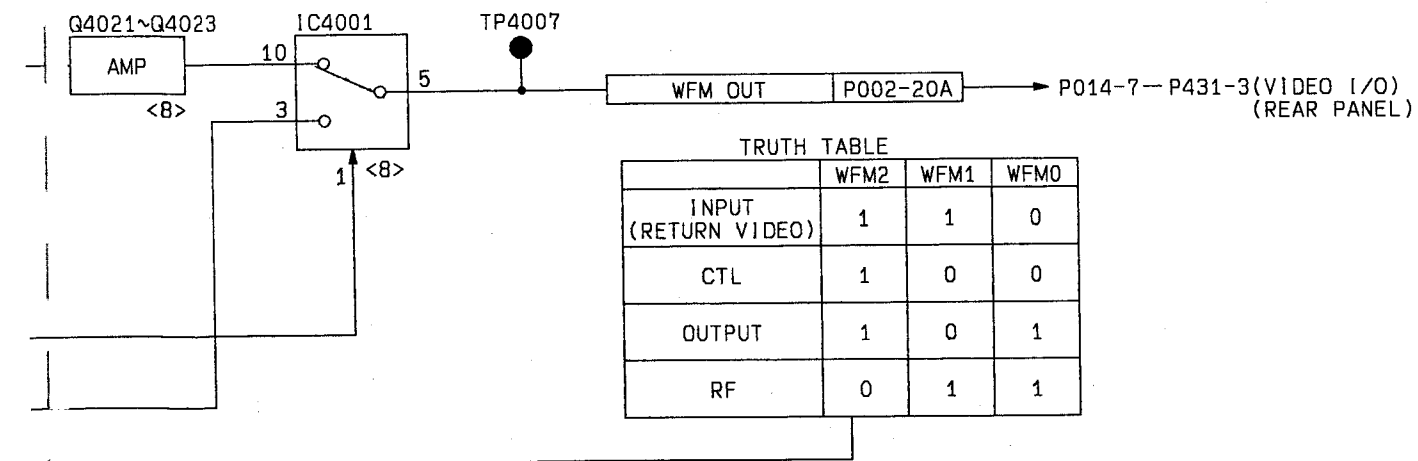 Q4021~Q4023
IC4001
TP4007
AMP
10
5
<8>
3
WFM OUT P002-20A
P014-7—P431-3(VIDEO I/O)
(REAR PANEL)
1 <8>
TRUTH TABLE
WFM2 WFM1 WFM0
INPUT
(RETURN VIDEO) 1 1 0
CTL 1 0 0
OUTPUT 1 0 1
RF 0 1 1